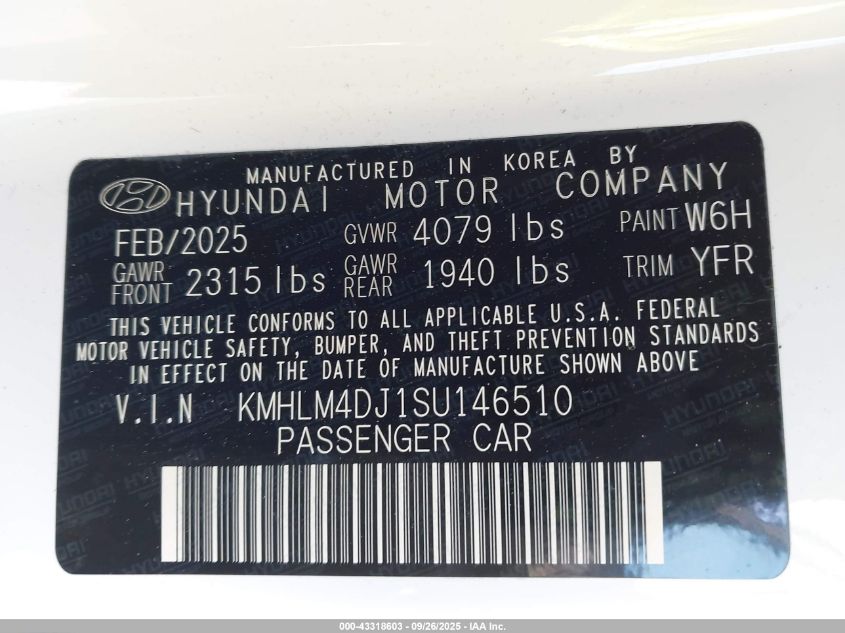 MANUFACTURED IN KOREA BY
HYUNDAI MOTOR COMPANY
FEB/2025 GVWR 4079 lbs PAINT W6H
GAWR FRONT 2315 lbs GAWR REAR 1940 lbs TRIM YFR
THIS VEHICLE CONFORMS TO ALL APPLICABLE U.S.A. FEDERAL
MOTOR VEHICLE SAFETY, BUMPER, AND THEFT PREVENTION STANDARDS
IN EFFECT ON THE DATE OF MANUFACTURE SHOWN ABOVE
V.I.N KMHLM4DJ1SU146510
PASSENGER CAR
000-43318603 - 09/26/2025 - IAA Inc.